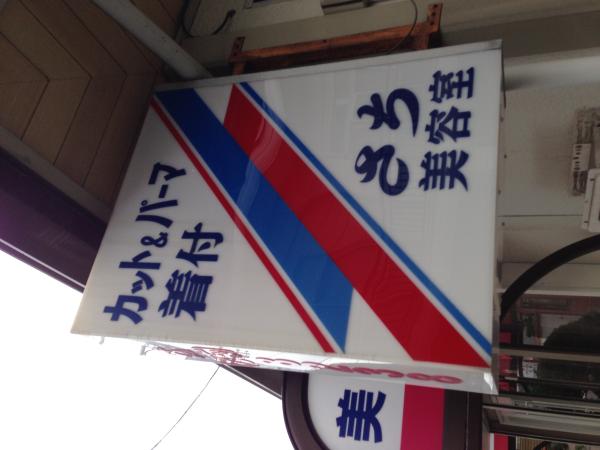 さち
美容室
カット&パーマ
着付
美